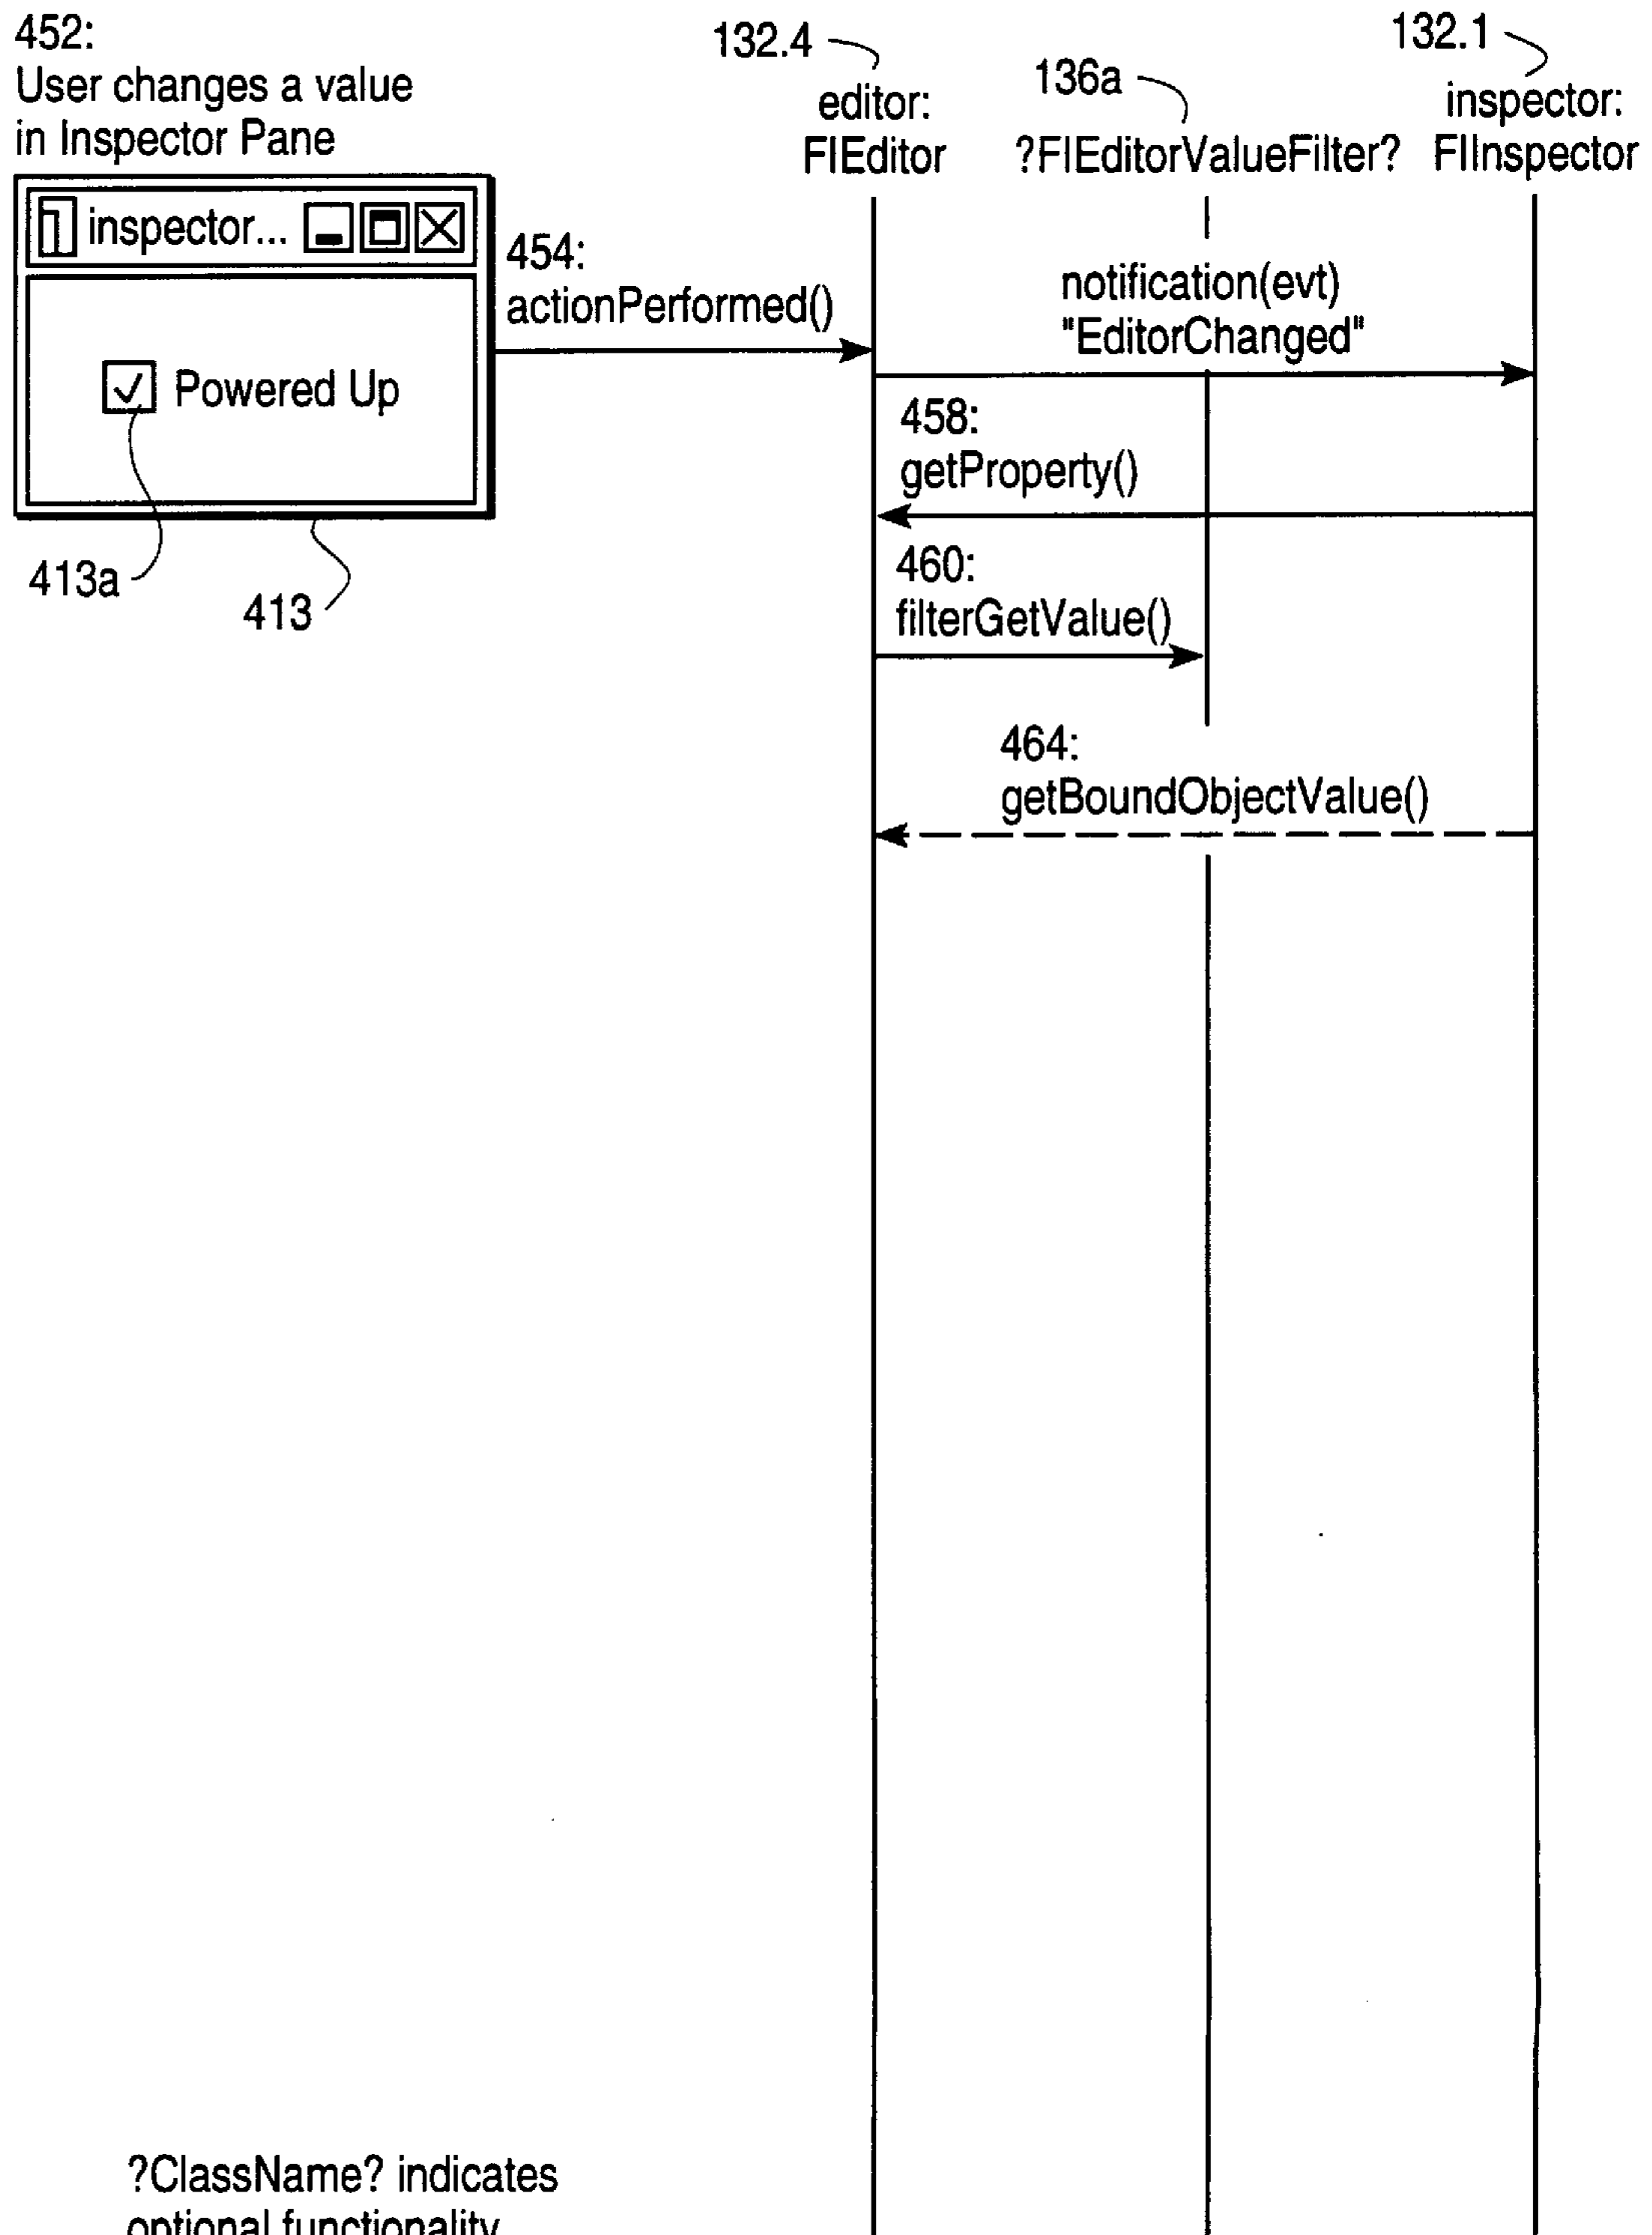 452:
User changes a value
in Inspector Pane
inspector...
Powered Up
413a
413
132.4
editor:
FIEditor
136a
?FIEditorValueFilter?
132.1
inspector:
FIInspector
454:
actionPerformed()
notification(evt)
"EditorChanged"
458:
getProperty()
460:
filterGetValue()
464:
getBoundObjectValue()
?ClassName? indicates
optional functionality